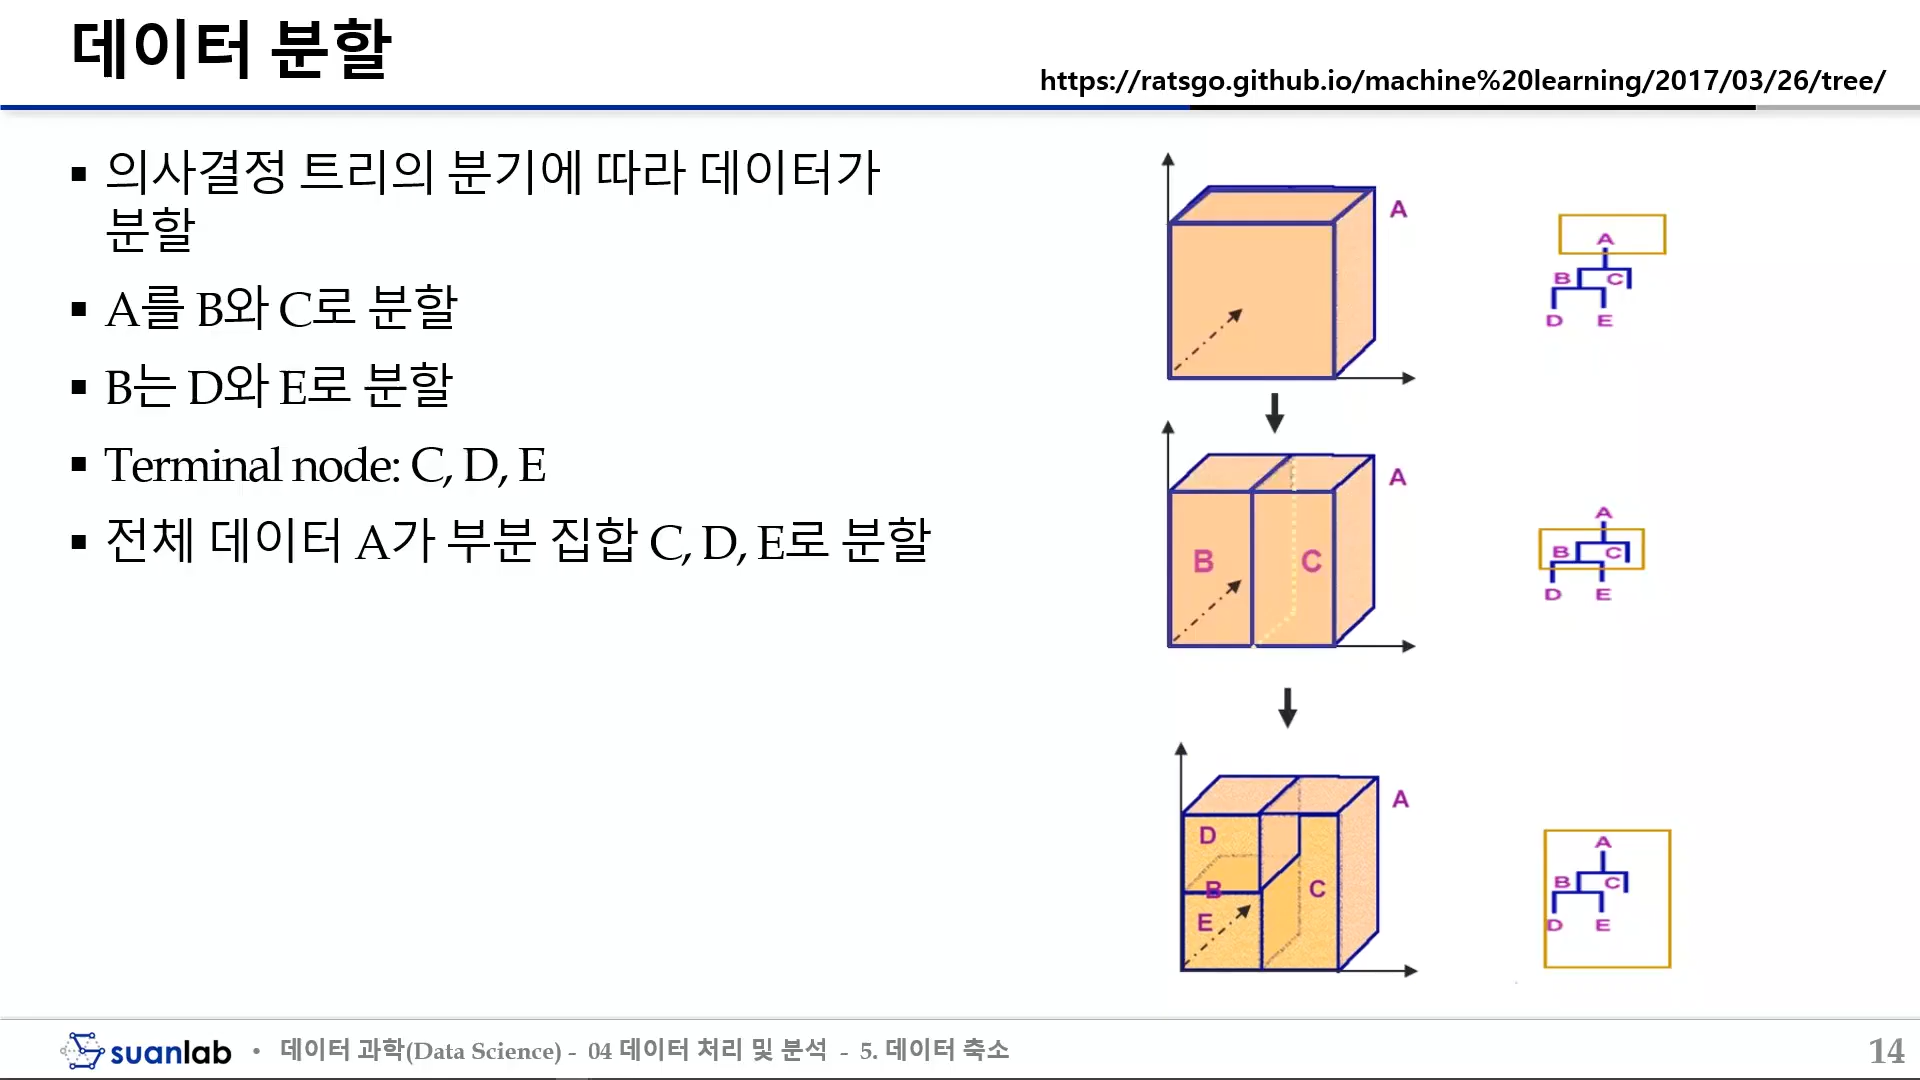 데이터 분할
https://ratsgo.github.io/machine%20learning/2017/03/26/tree/
▪ 의사결정 트리의 분기에 따라 데이터가
분할
▪ A를 B와 C로 분할
▪ B는 D와 E로 분할
▪ Terminal node: C, D, E
▪ 전체 데이터 A가 부분 집합 C, D, E로 분할
A
A
B C
D E
A
B C
A
B C
D E
A
D
B
E
C
A
B C
D E
suanlab • 데이터 과학(Data Science) - 04 데이터 처리 및 분석 - 5. 데이터 축소
14